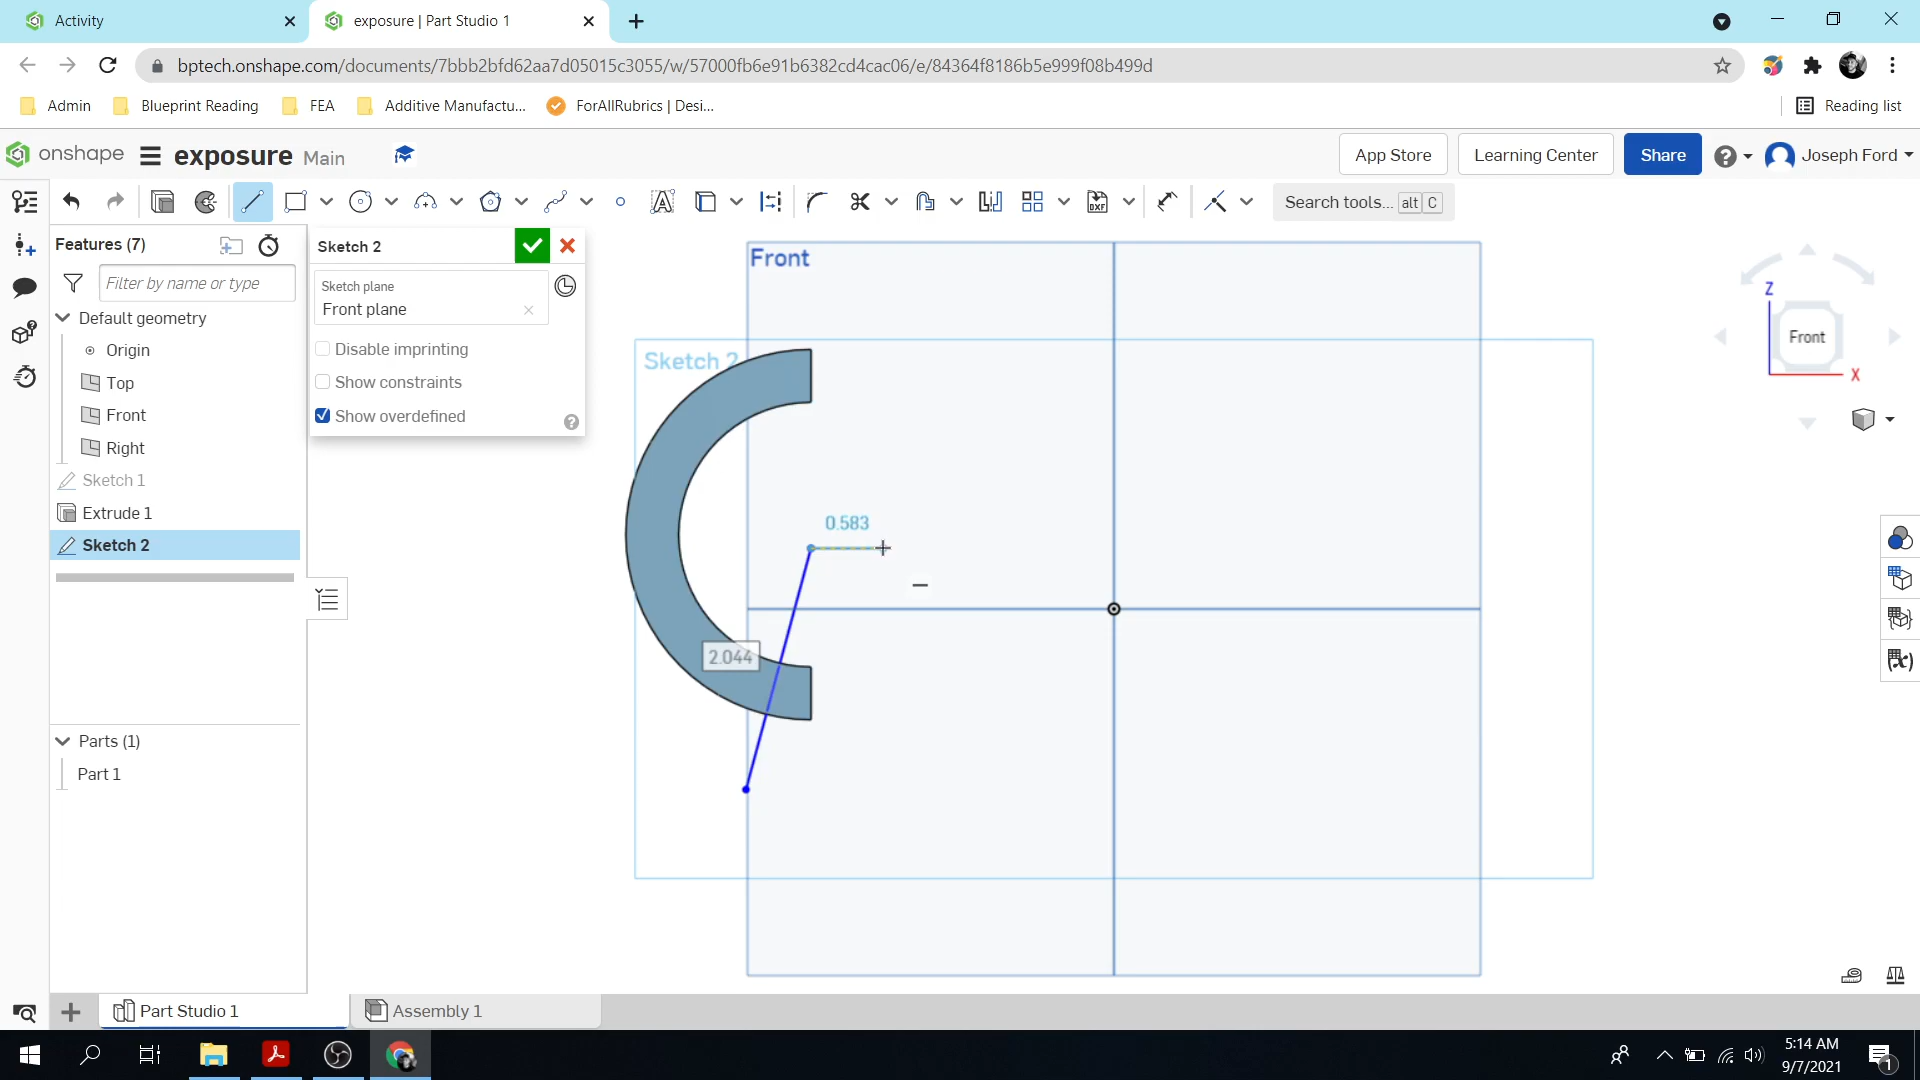 Activity
exposure | Part Studio 1
bptech.onshape.com/documents/7bbb2bfd62aa7d05015c3055/w/57000fb6e91b6382cd4cac06/e/84364f8186b5e999f08b499d
Admin
Blueprint Reading
FEA
Additive Manufactu...
ForAllRubrics | Desi...
Reading list
onshape
exposure Main
App Store
Learning Center
Share
Joseph Ford
Search tools... alt C
Features (7)
Filter by name or type
Default geometry
Origin
Top
Front
Right
Sketch 1
Extrude 1
Sketch 2
Parts (1)
Part 1
Sketch 2
Sketch plane
Front plane
Disable imprinting
Show constraints
Show overdefined
Front
Sketch 2
0.583
2.044
Z
Front
X
Part Studio 1
Assembly 1
5:14 AM
9/7/2021
1